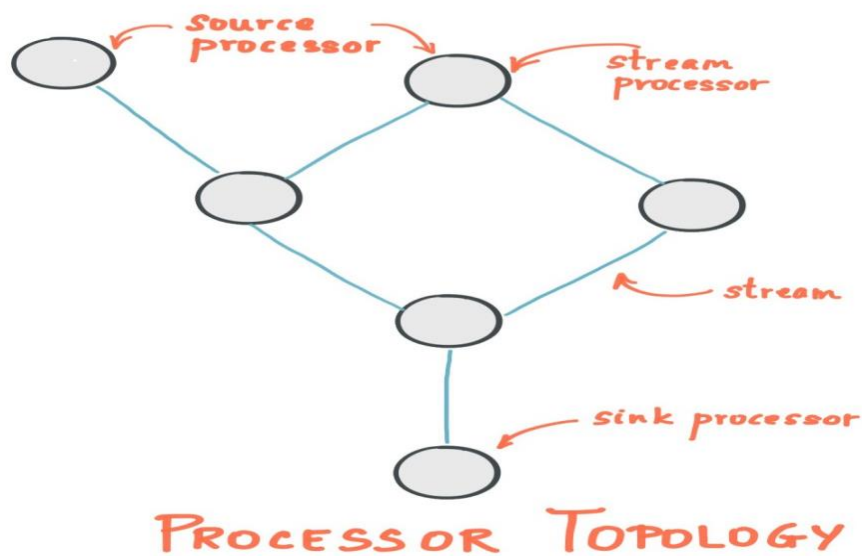 source
processor
stream
processor
stream
sink processor
PROCESSOR TOPOLOGY